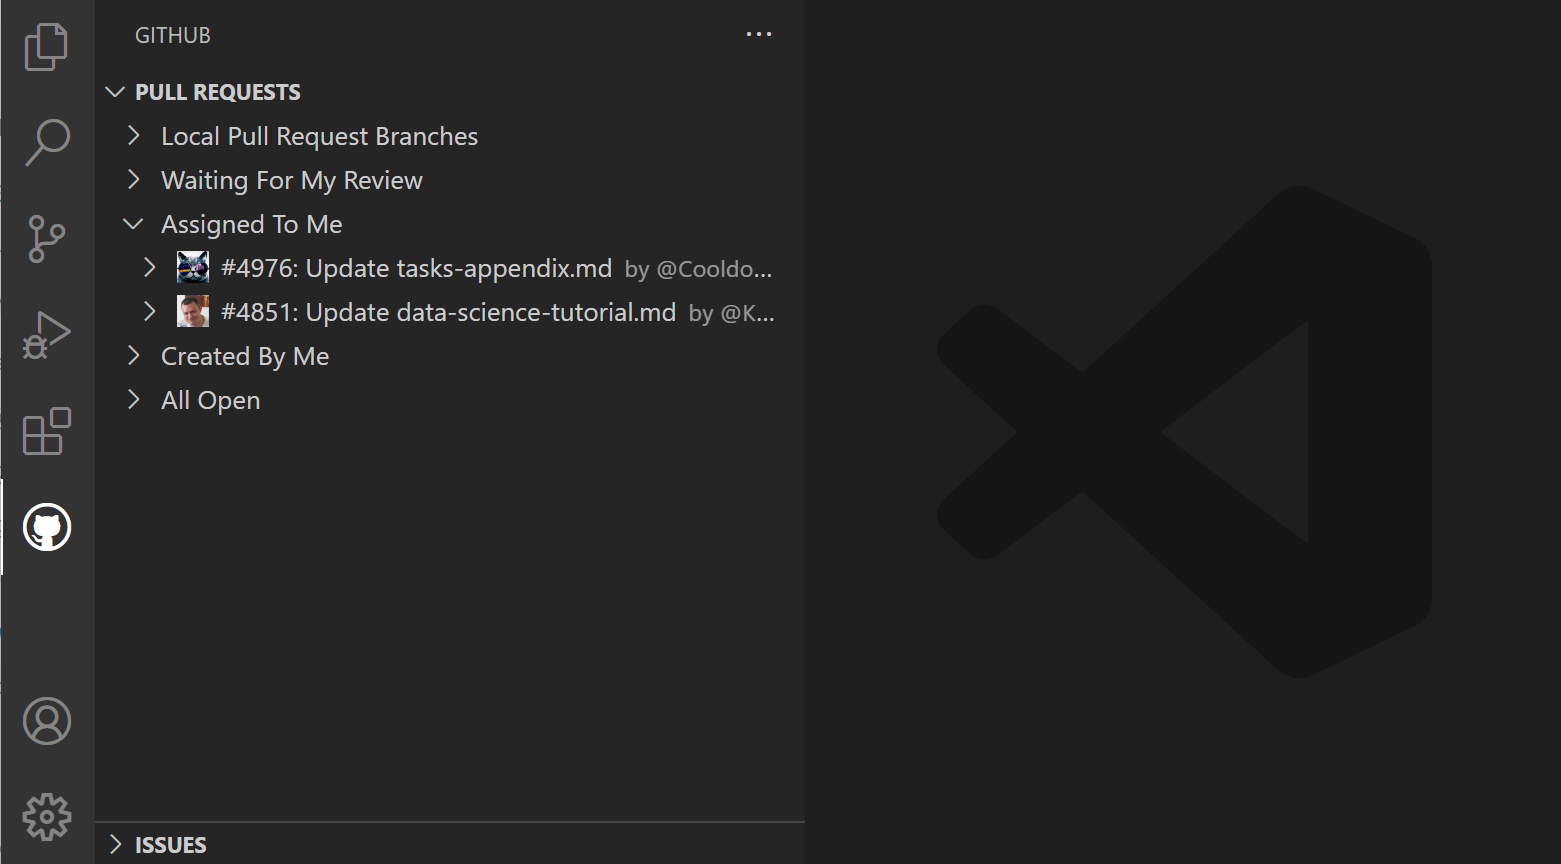 GITHUB
PULL REQUESTS
Local Pull Request Branches
Waiting For My Review
Assigned To Me
#4976: Update tasks-appendix.md by @Cooldo...
#4851: Update data-science-tutorial.md by @K...
Created By Me
All Open
ISSUES